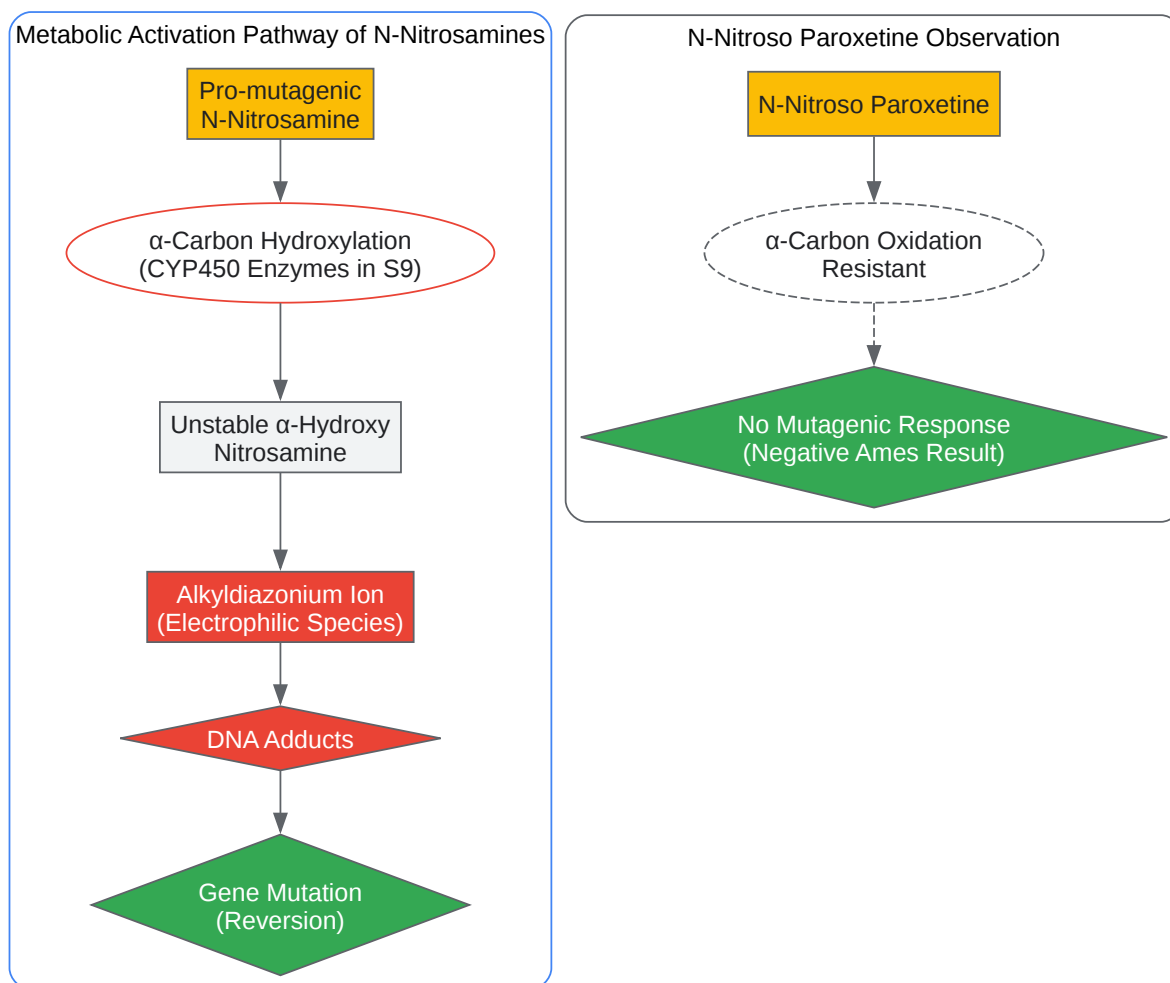 Metabolic Activation Pathway of N-Nitrosamines
Pro-mutagenic
N-Nitrosamine
α-Carbon Hydroxylation
(CYP450 Enzymes in S9)
Unstable α-Hydroxy
Nitrosamine
Alkyldiazonium Ion
(Electrophilic Species)
DNA Adducts
Gene Mutation
(Reversion)
N-Nitroso Paroxetine Observation
N-Nitroso Paroxetine
α-Carbon Oxidation
Resistant
No Mutagenic Response
(Negative Ames Result)